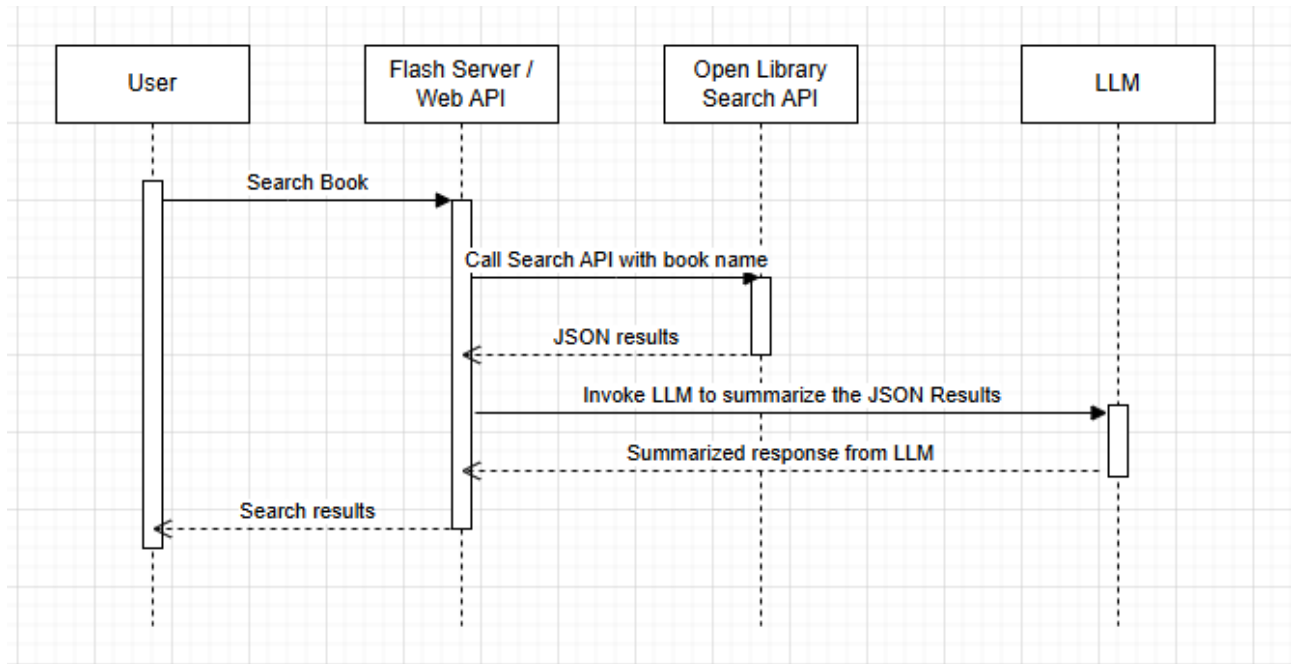 User
Flash Server /
Web API
Open Library
Search API
LLM
Search Book
Call Search API with book name
JSON results
Invoke LLM to summarize the JSON Results
Summarized response from LLM
Search results